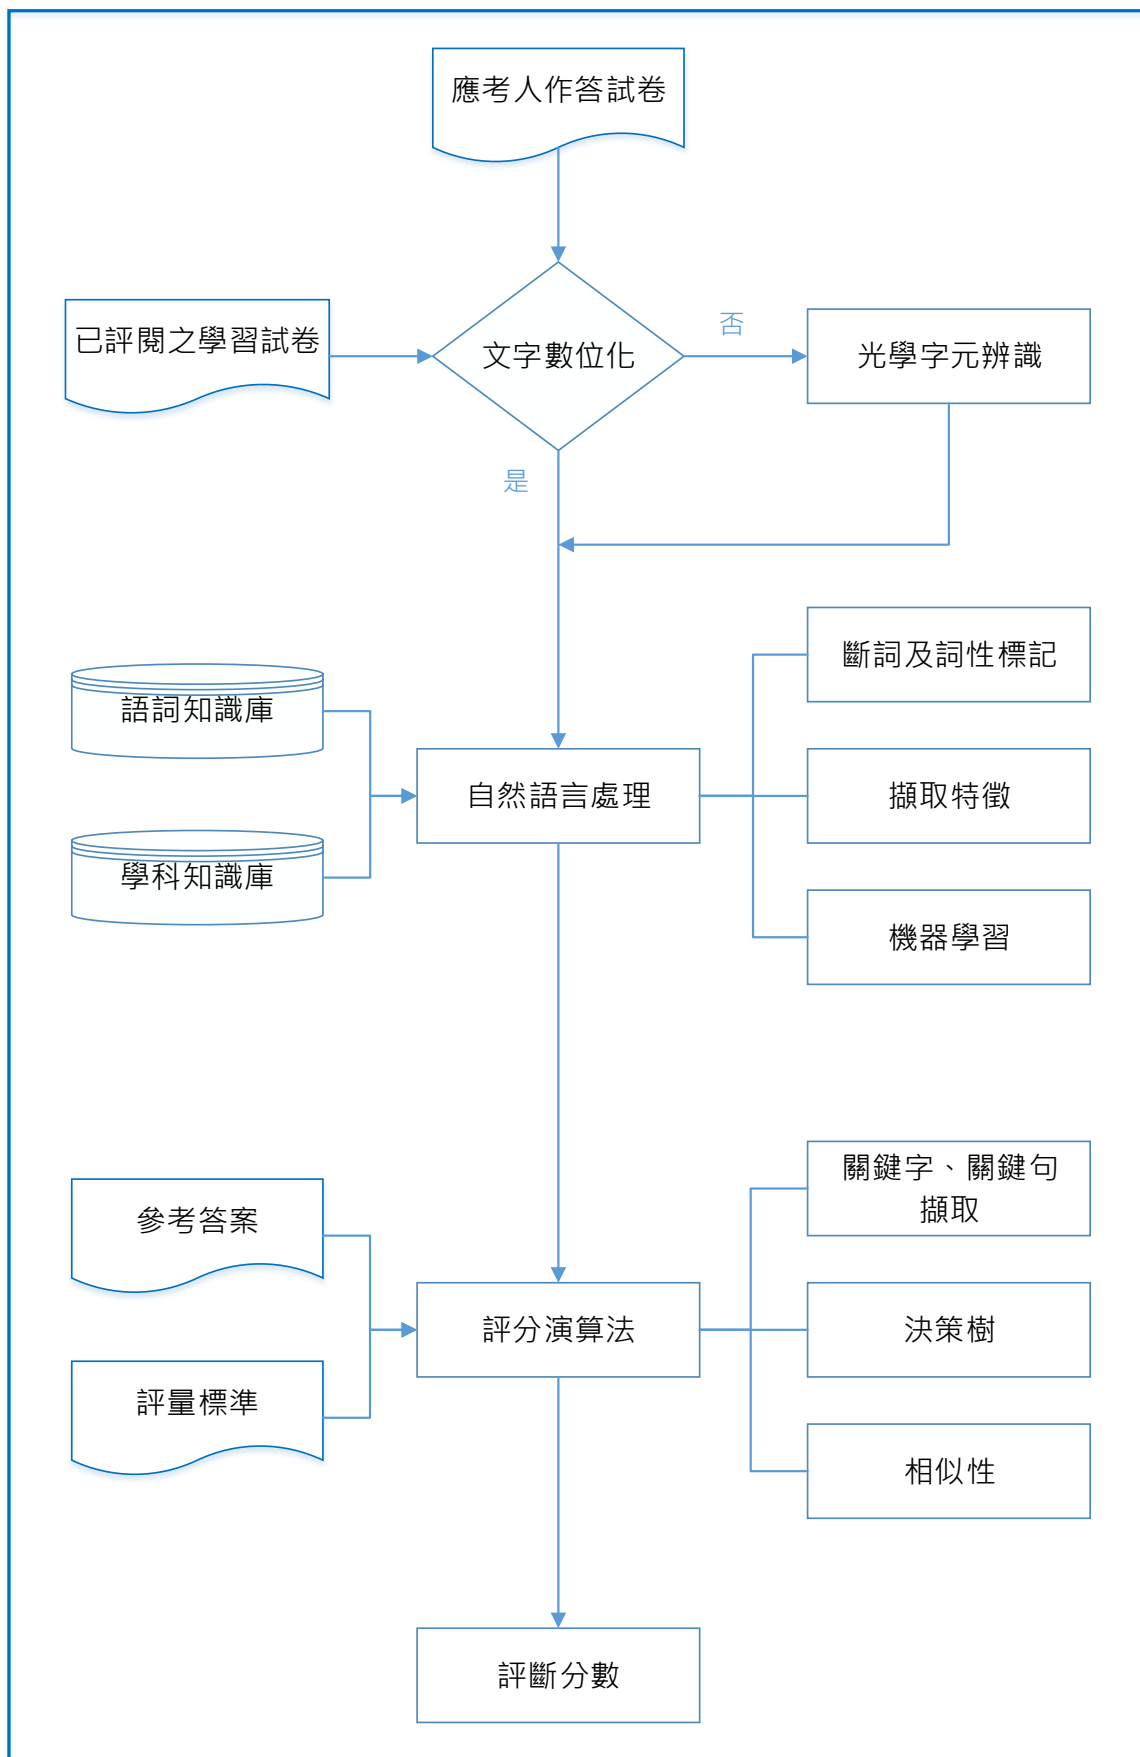 應考人作答試卷
已評閱之學習試卷
文字數位化
否
光學字元辨識
是
斷詞及詞性標記
語詞知識庫
自然語言處理
擷取特徵
學科知識庫
機器學習
關鍵字、關鍵句
擷取
參考答案
評分演算法
決策樹
評量標準
相似性
評斷分數